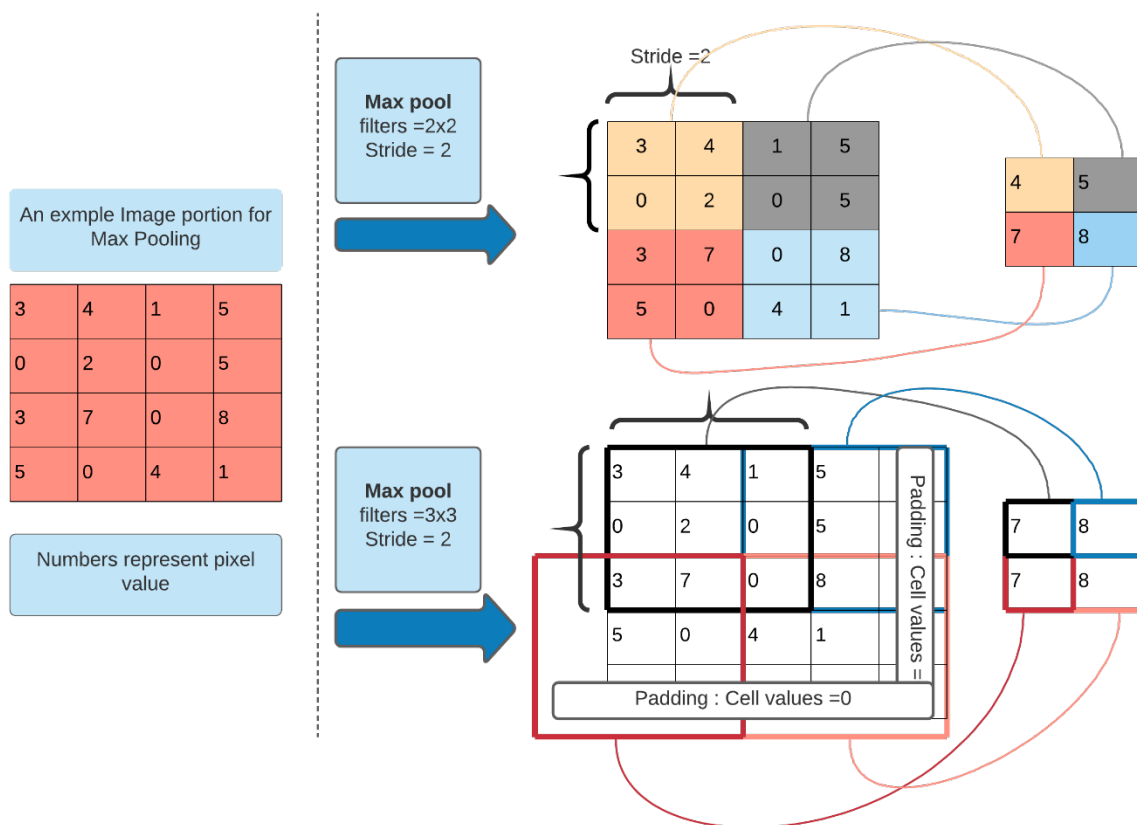 An exmple Image portion for
Max Pooling
3 4 1 5
0 2 0 5
3 7 0 8
5 0 4 1
Numbers represent pixel
value
Max pool
filters =2x2
Stride = 2
Stride =2
3 4 1 5
0 2 0 5
3 7 0 8
5 0 4 1
4 5
7 8
Max pool
filters =3x3
Stride = 2
3 4 1 5
0 2 0 5
3 7 0 8
5 0 4 1
Padding : Cell values =
Padding : Cell values =0
7 8
7 8